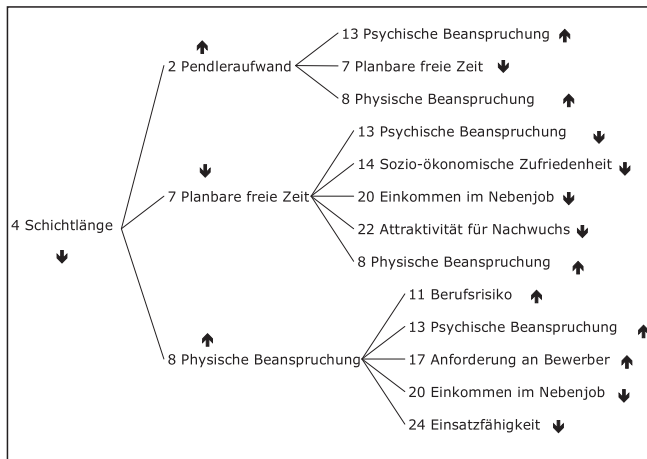 13 Psychische Beanspruchung
2 Pendleraufwand
7 Planbare freie Zeit
8 Physische Beanspruchung
13 Psychische Beanspruchung
14 Sozio-ökonomische Zufriedenheit
7 Planbare freie Zeit
20 Einkommen im Nebenjob
4 Schichtlänge
22 Attraktivität für Nachwuchs
8 Physische Beanspruchung
11 Berufsrisiko
13 Psychische Beanspruchung
8 Physische Beanspruchung
17 Anforderung an Bewerber
20 Einkommen im Nebenjob
24 Einsatzfähigkeit